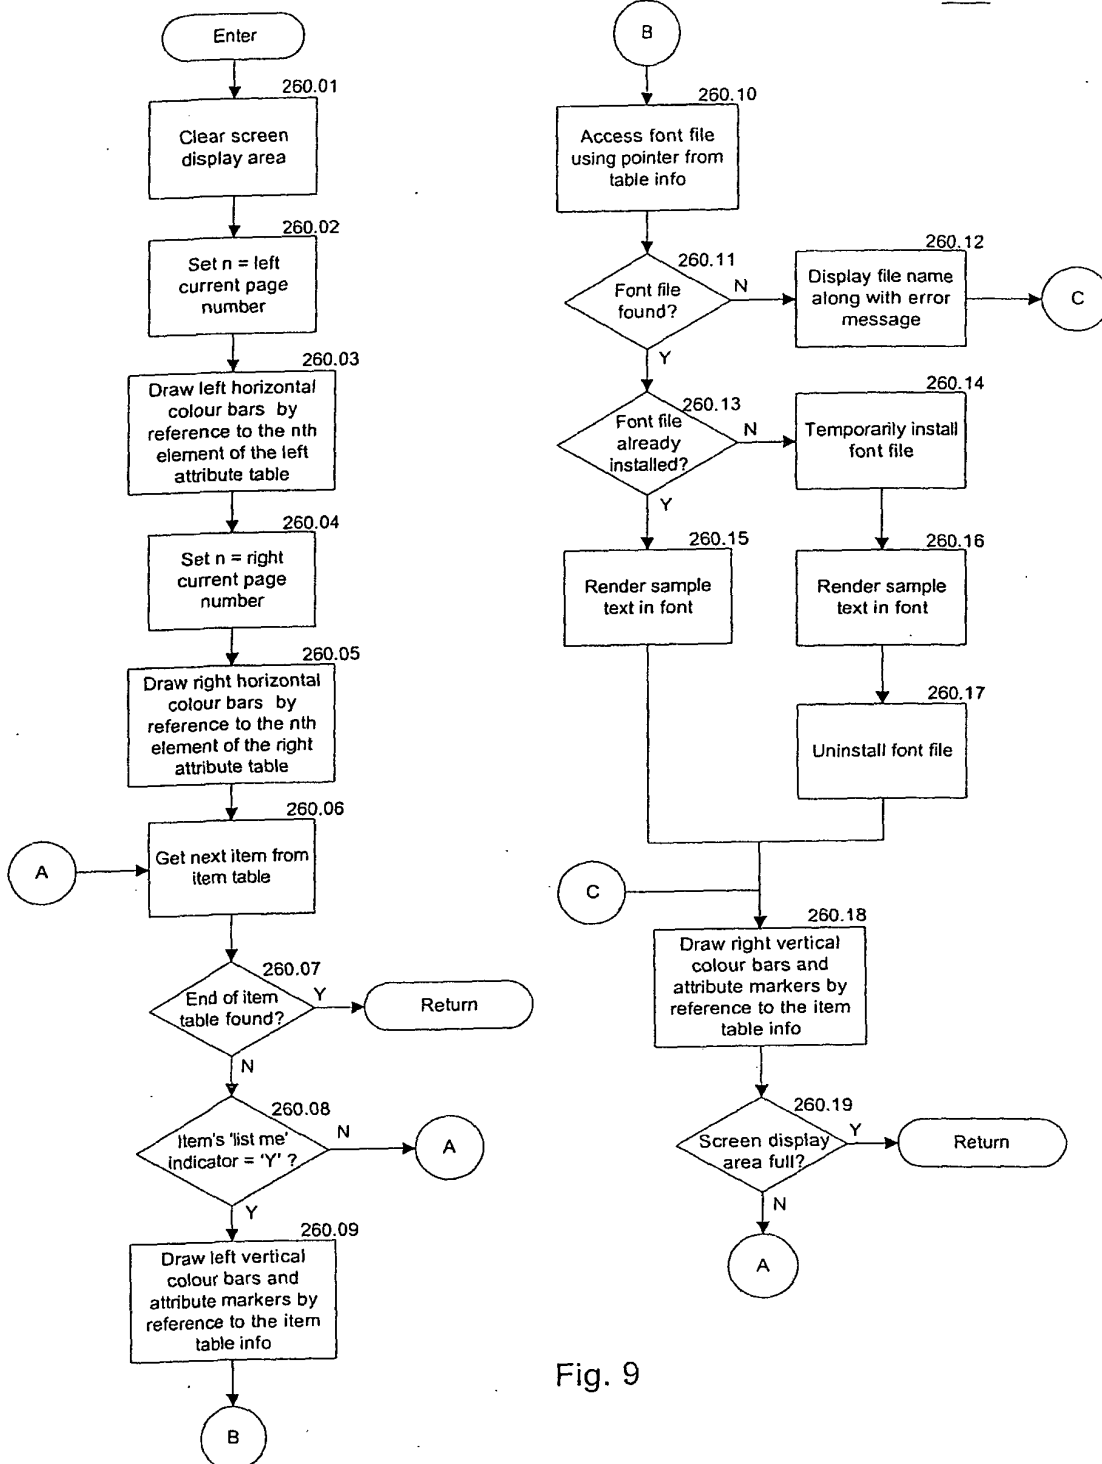 Enter
260.01
Clear screen
display area
260.02
Set n = left
current page
number
260.03
Draw left horizontal
colour bars by
reference to the nth
element of the left
attribute table
260.04
Set n = right
current page
number
260.05
Draw right horizontal
colour bars by
reference to the nth
element of the right
attribute table
260.06
A
Get next item from
item table
260.07
End of item
table found?
Y
Return
N
260.08
Item's 'list me'
indicator = 'Y' ?
N
A
Y
260.09
Draw left vertical
colour bars and
attribute markers by
reference to the item
table info
B
B
260.10
Access font file
using pointer from
table info
260.11
Font file
found?
N
260.12
Display file name
along with error
message
C
Y
260.13
Font file
already
installed?
N
260.14
Temporarily install
font file
Y
260.15
Render sample
text in font
260.16
Render sample
text in font
260.17
Uninstall font file
C
260.18
Draw right vertical
colour bars and
attribute markers by
reference to the item
table info
260.19
Screen display
area full?
Y
Return
N
A
Fig. 9